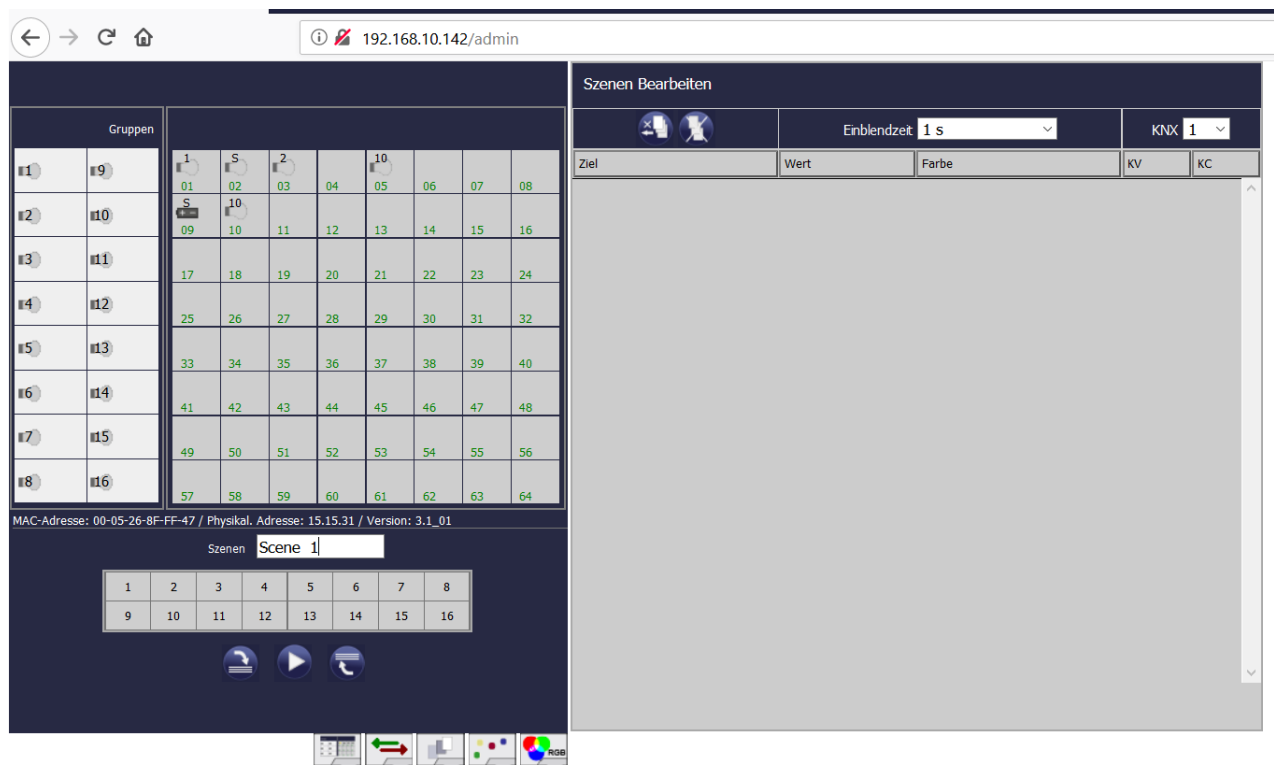 192.168.10.142/admin
Szenen Bearbeiten
Gruppen
Einblendzeit 1 s KNX 1
Ziel Wert Farbe KV KC
1 9 1 S 2 10
01 02 03 04 05 06 07 08
2 10 S 10
09 10 11 12 13 14 15 16
3 11
17 18 19 20 21 22 23 24
4 12
25 26 27 28 29 30 31 32
5 13
33 34 35 36 37 38 39 40
6 14
41 42 43 44 45 46 47 48
7 15
49 50 51 52 53 54 55 56
8 16
57 58 59 60 61 62 63 64
MAC-Adresse: 00-05-26-8F-FF-47 / Physikal. Adresse: 15.15.31 / Version: 3.1_01
Szenen Scene 1
1 2 3 4 5 6 7 8
9 10 11 12 13 14 15 16
RGB